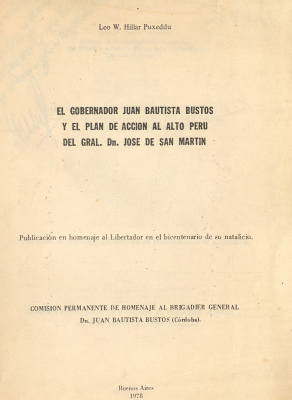 Leo W. Hillar Puxeddu
EL GOBERNADOR JUAN BAUTISTA BUSTOS
Y EL PLAN DE ACCION AL ALTO PERU
DEL GRAL. Dn. JOSE DE SAN MARTIN
Publicación en homenaje al Libertador en el bicentenario de su natalicio.
COMISION PERMANENTE DE HOMENAJE AL BRIGADIER GENERAL
Dn. JUAN BAUTISTA BUSTOS (Córdoba).
Buenos Aires
1978